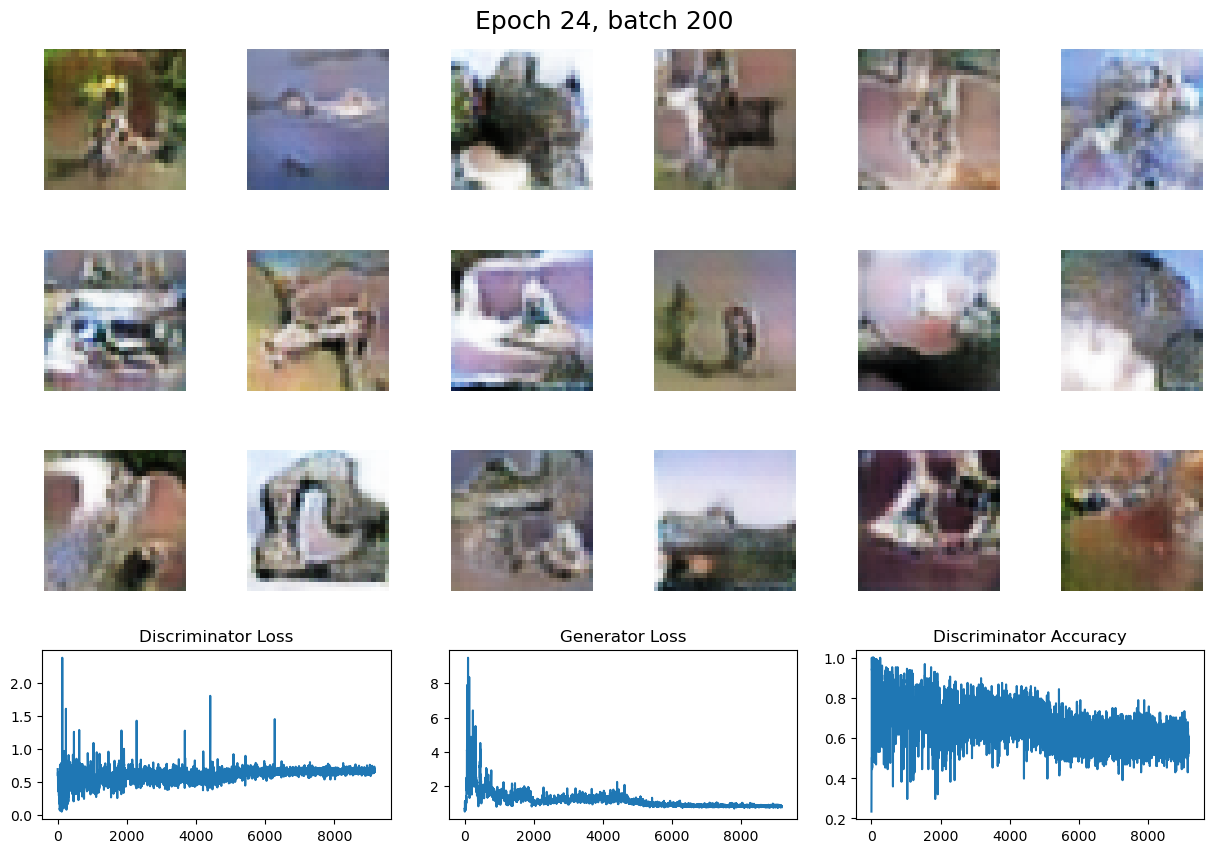 Epoch 24, batch 200
Discriminator Loss
Generator Loss
Discriminator Accuracy
2.0
1.5
1.0
0.5
0.0
0 2000 4000 6000 8000
8
6
4
2
0 2000 4000 6000 8000
1.0
0.8
0.6
0.4
0.2
0 2000 4000 6000 8000